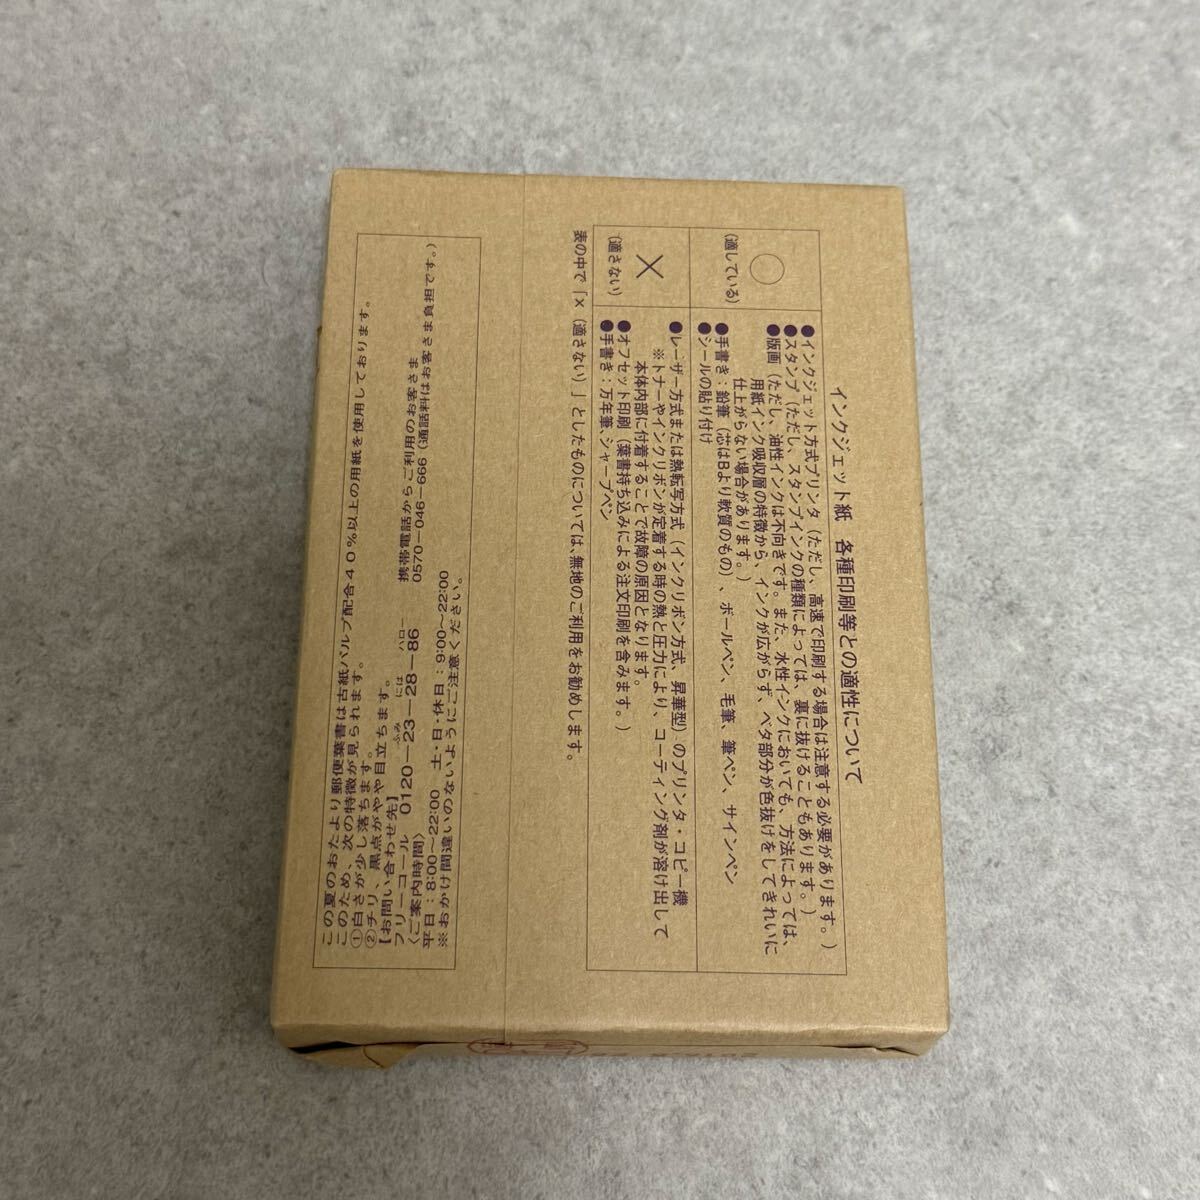 インクジェット紙 各種印刷等との適性について
○
(適している)
●インクジェット方式プリンタ(ただし、高速で印刷する場合は注意する必要があります。)
●スタンプ(ただし、スタンプインクの種類によっては、裏に抜けることもあります。)
●版画(ただし、油性インクは不向きです。また、水性インクにおいても、方法によっては、
用紙インク吸収層の特徴から、インクが広がらず、ベタ部分が色抜けをしてきれいに
仕上がらない場合があります。)
●手書き:鉛筆(芯はBより軟質のもの)、ボールペン、毛筆、筆ペン、サインペン
●シールの貼り付け
×
(適さない)
●レーザー方式または熱転写方式(インクリボン方式、昇華型)のプリンタ・コピー機
※トナーやインクリボンが定着する時の熱と圧力により、コーティング剤が溶け出して
本体内部に付着することで故障の原因となります。
●オフセット印刷(葉書持ち込みによる注文印刷を含みます。)
●手書き:万年筆、シャープペン
表の中で「×(適さない)」としたものについては、無地のご利用をお勧めします。
この夏のおたより郵便葉書は古紙パルプ配合40%以上の用紙を使用しております。
このため、次の特徴が見られます。
①白さが少し落ちます。
②チリ、黒点がやや目立ちます。
【お問い合わせ先】
ふみ には ハロー
フリーコール 0120-23-28-86
携帯電話からご利用のお客さま
0570-046-666(通話料はお客さま負担です。)
〈ご案内時間〉
平日:8:00~22:00 土・日・休日:9:00~22:00
※おかけ間違いのないようにご注意ください。